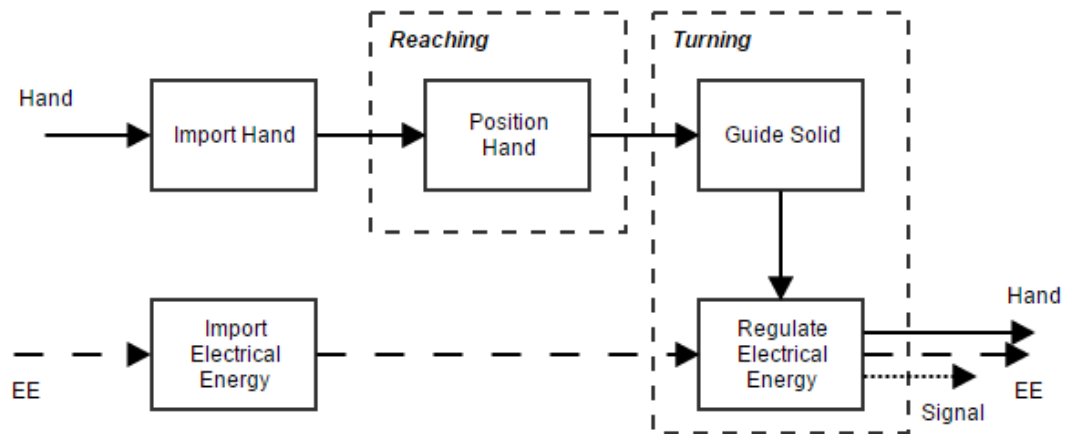 Reaching
Turning
Hand
Import Hand
Position
Hand
Guide Solid
Import
Electrical
Energy
Regulate
Electrical
Energy
Hand
EE
EE
Signal